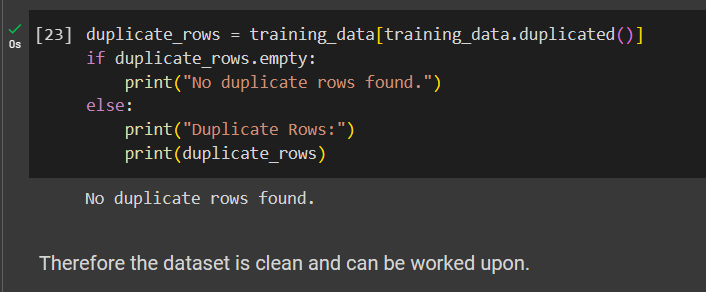 [23] duplicate_rows = training_data[training_data.duplicated()]
0s
if duplicate_rows.empty:
    print("No duplicate rows found.")
else:
    print("Duplicate Rows:")
    print(duplicate_rows)
No duplicate rows found.
Therefore the dataset is clean and can be worked upon.